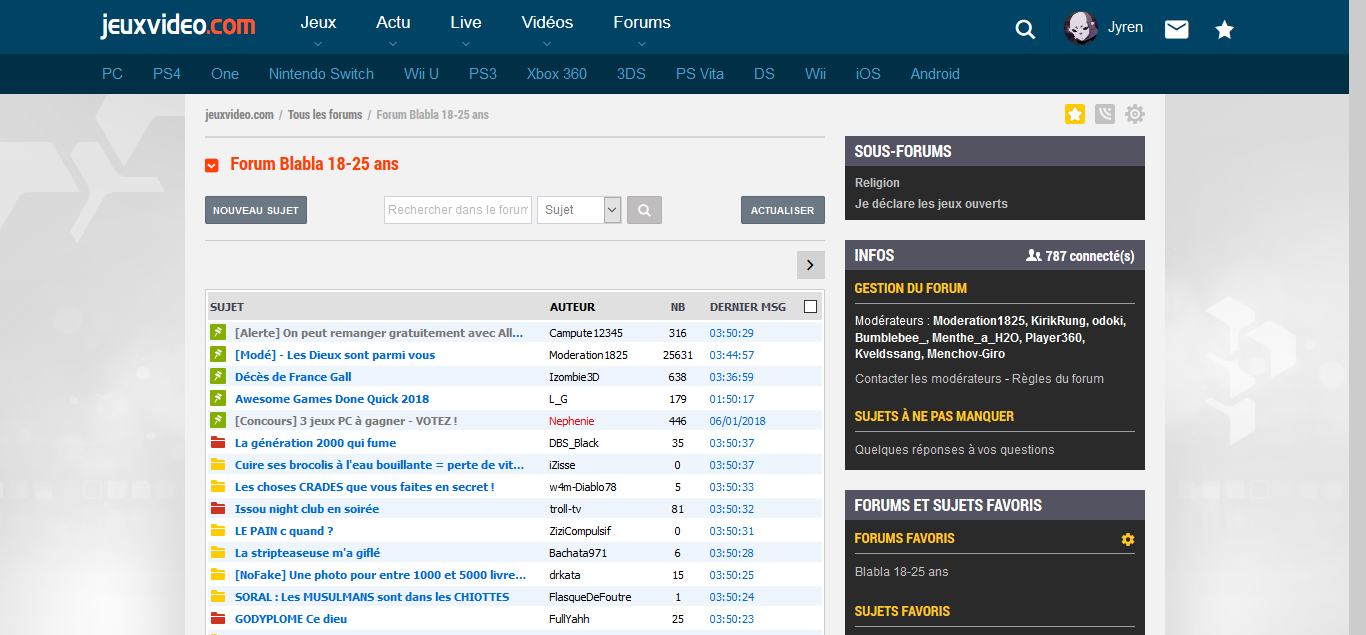 jeuxvideo.com Jeux Actu Live Vidéos Forums Jyren
PC PS4 One Nintendo Switch Wii U PS3 Xbox 360 3DS PS Vita DS Wii iOS Android
jeuxvideo.com / Tous les forums / Forum Blabla 18-25 ans
Forum Blabla 18-25 ans
NOUVEAU SUJET Rechercher dans le forum Sujet ACTUALISER
SUJET AUTEUR NB DERNIER MSG
[Alerte] On peut remanger gratuitement avec All... Campute12345 316 03:50:29
[Modé] - Les Dieux sont parmi vous Moderation1825 25631 03:44:57
Décès de France Gall Izombie3D 638 03:36:59
Awesome Games Done Quick 2018 L_G 179 01:50:17
[Concours] 3 jeux PC à gagner - VOTEZ ! Nephenie 446 06/01/2018
La génération 2000 qui fume DBS_Black 35 03:50:37
Cuire ses brocolis à l'eau bouillante = perte de vit... iZisse 0 03:50:37
Les choses CRADES que vous faites en secret ! w4m-Diablo78 5 03:50:33
Issou night club en soirée troll-tv 81 03:50:32
LE PAIN c quand ? ZiziCompulsif 0 03:50:31
La stripteaseuse m'a giflé Bachata971 6 03:50:28
[NoFake] Une photo pour entre 1000 et 5000 livre... drkata 15 03:50:25
SORAL : Les MUSULMANS sont dans les CHIOTTES FlasqueDeFoutre 1 03:50:24
GODYPLOME Ce dieu FullYahh 25 03:50:23
SOUS-FORUMS
Religion
Je déclare les jeux ouverts
INFOS 787 connecté(s)
GESTION DU FORUM
Modérateurs : Moderation1825, KirikRung, odoki,
Bumblebee_, Menthe_a_H2O, Player360,
Kveldssang, Menchov-Giro
Contacter les modérateurs - Règles du forum
SUJETS À NE PAS MANQUER
Quelques réponses à vos questions
FORUMS ET SUJETS FAVORIS
FORUMS FAVORIS
Blabla 18-25 ans
SUJETS FAVORIS